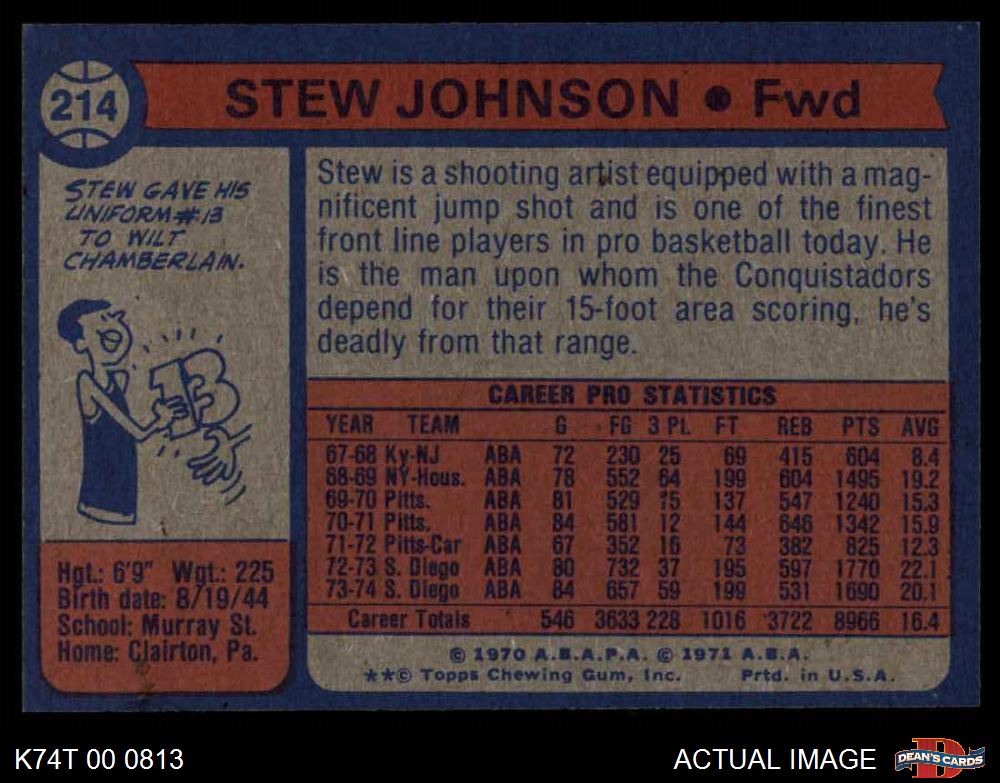 214
STEW JOHNSON • Fwd
STEW GAVE HIS
UNIFORM #13
TO WILT
CHAMBERLAIN.
13
Hgt.: 6'9" Wgt.: 225
Birth date: 8/19/44
School: Murray St.
Home: Clairton, Pa.
Stew is a shooting artist equipped with a mag-
nificent jump shot and is one of the finest
front line players in pro basketball today. He
is the man upon whom the Conquistadors
depend for their 15-foot area scoring, he's
deadly from that range.
CAREER PRO STATISTICS
YEAR TEAM G FG 3 PL FT REB PTS AVG
67-68 Ky-NJ ABA 72 230 25 69 415 604 8.4
68-69 NY-Hous. ABA 78 552 64 199 604 1495 19.2
69-70 Pitts. ABA 81 529 15 137 547 1240 15.3
70-71 Pitts. ABA 84 581 12 144 646 1342 15.9
71-72 Pitts-Car ABA 67 352 16 73 382 825 12.3
72-73 S. Diego ABA 80 732 37 195 597 1770 22.1
73-74 S. Diego ABA 84 657 59 199 531 1690 20.1
Career Totals 546 3633 228 1016 3722 8966 16.4
© 1970 A.B.A.P.A. © 1971 A.B.A.
**© Topps Chewing Gum, Inc. Prtd. in U.S.A.
K74T 00 0813
ACTUAL IMAGE
D
DEAN'S CARDS